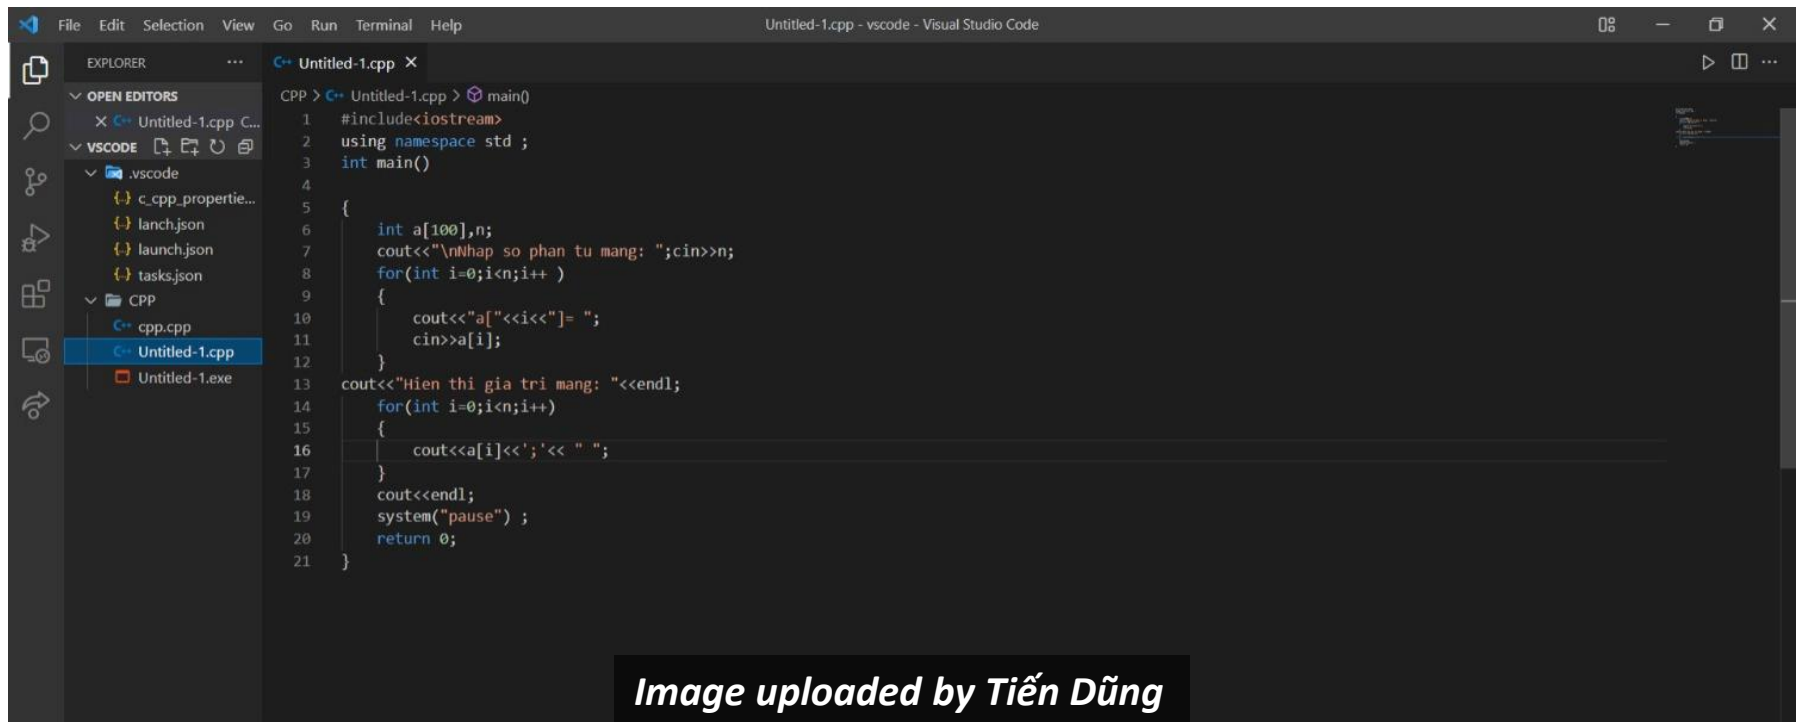 File Edit Selection View Go Run Terminal Help
Untitled-1.cpp - vscode - Visual Studio Code
EXPLORER ...
OPEN EDITORS
Untitled-1.cpp C...
VSCODE
.vscode
{..} c_cpp_propertie...
{..} lanch.json
{..} launch.json
{..} tasks.json
CPP
C++ cpp.cpp
C++ Untitled-1.cpp
Untitled-1.exe
C++ Untitled-1.cpp
CPP > C++ Untitled-1.cpp > main()
1 #include<iostream>
2 using namespace std ;
3 int main()
4
5 {
6 int a[100],n;
7 cout<<"\nNhap so phan tu mang: ";cin>>n;
8 for(int i=0;i<n;i++ )
9 {
10 cout<<"a["<<i<<"]= ";
11 cin>>a[i];
12 }
13 cout<<"Hien thi gia tri mang: "<<endl;
14 for(int i=0;i<n;i++)
15 {
16 cout<<a[i]<<';'<< " ";
17 }
18 cout<<endl;
19 system("pause") ;
20 return 0;
21 }
Image uploaded by Tiến Dũng